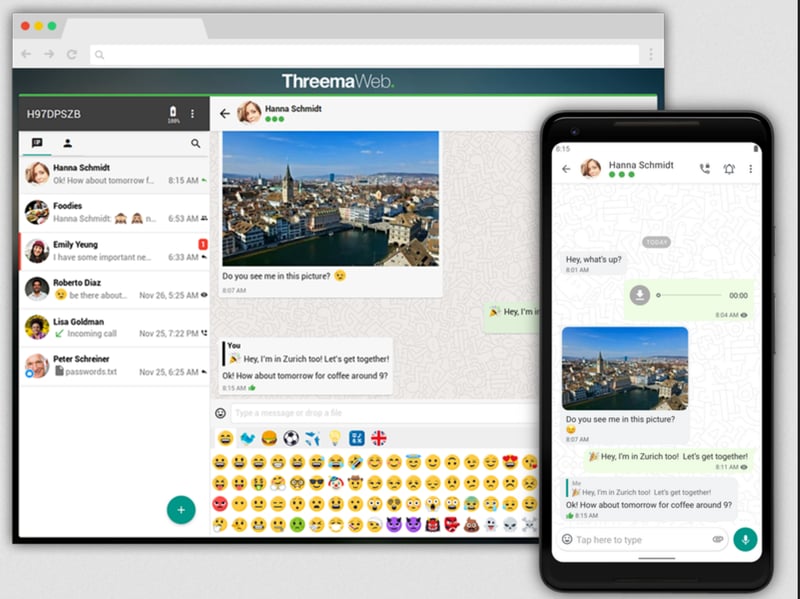 ThreemaWeb.
H97DPSZB
100%
Hanna Schmidt
Ok! How about tomorrow f...
8:15 AM
Foodies
Hanna Schmidt: 🙈 🙈 n...
6:53 AM
Emily Yeung
1
I have some important ne...
6:33 AM
Roberto Diaz
😉 be there about...
Nov 26, 5:25 AM
Lisa Goldman
Incoming call
Nov 25, 7:22 PM
Peter Schreiner
passwords.txt
Nov 25, 6:25 AM
Hanna Schmidt
Do you see me in this picture? 😉
8:07 AM
🎉 Hey, I'm in
You
🎉 Hey, I'm in Zurich too! Let's get together!
Ok! How about tomorrow for coffee around 9?
8:15 AM
Type a message or drop a file
8:15
Hanna Schmidt
TODAY
Hey, what's up?
8:01 AM
00:00
8:04 AM
Do you see me in this picture?
😉
8:07 AM
🎉 Hey, I'm in Zurich too! Let's get together!
8:11 AM
Me
🎉 Hey, I'm in Zurich too! Let's get together!
Ok! How about tomorrow for coffee around 9?
8:15 AM
Tap here to type